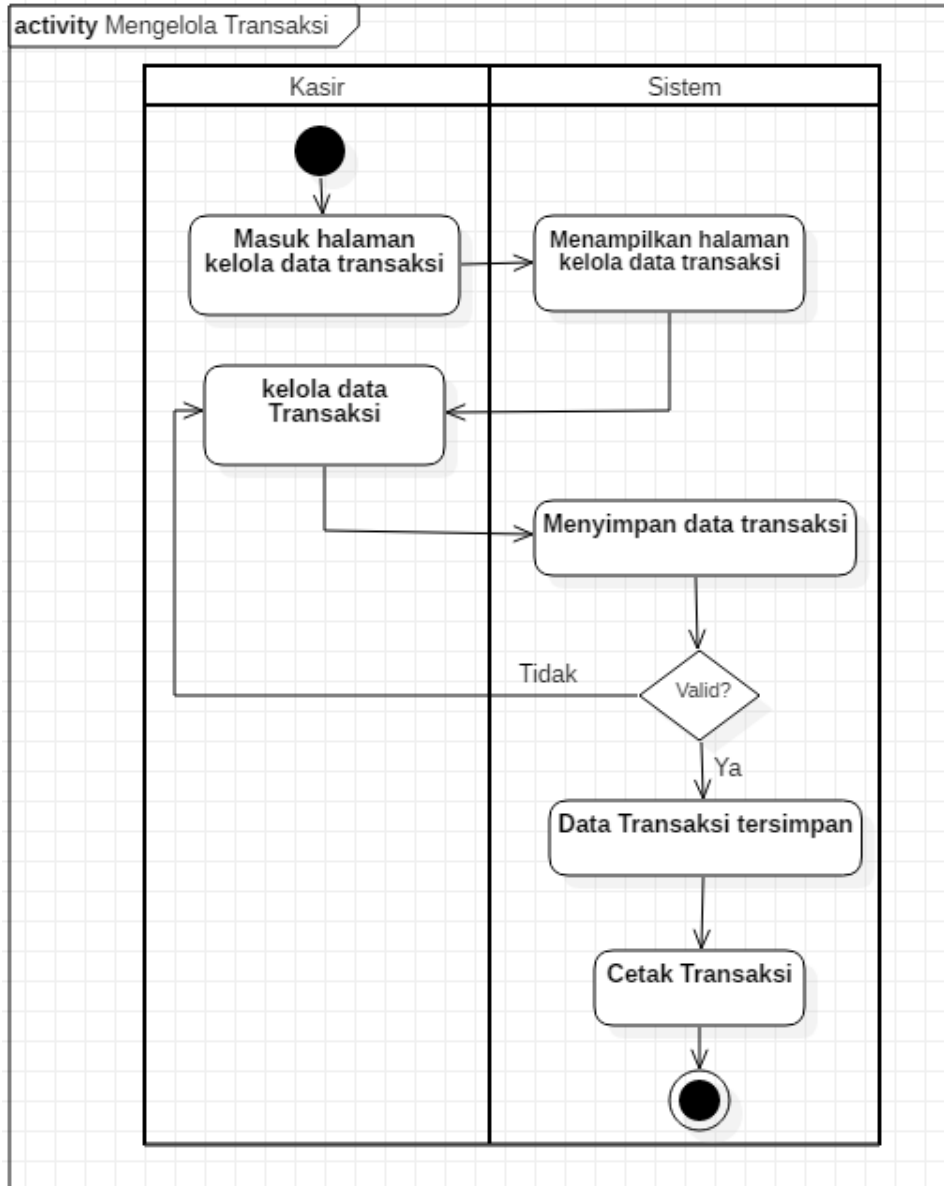 activity Mengelola Transaksi
Kasir
Sistem
Masuk halaman
kelola data transaksi
Menampilkan halaman
kelola data transaksi
kelola data
Transaksi
Menyimpan data transaksi
Valid?
Tidak
Ya
Data Transaksi tersimpan
Cetak Transaksi